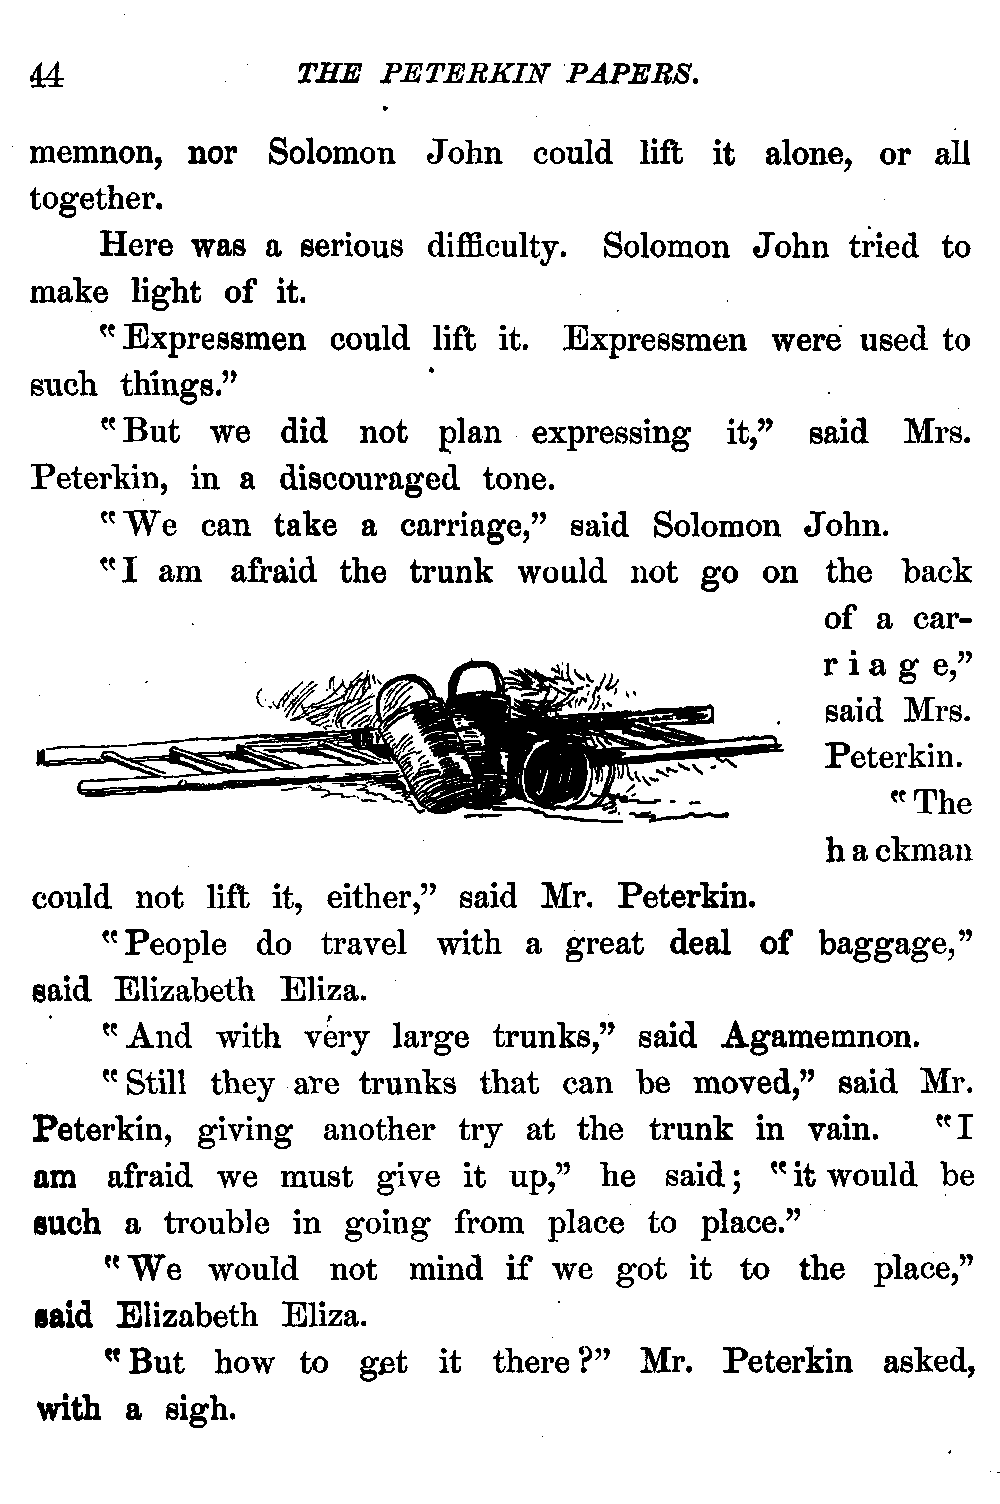 44 THE PETERKIN PAPERS.
memnon, nor Solomon John could lift it alone, or all
together.
Here was a serious difficulty. Solomon John tried to
make light of it.
"Expressmen could lift it. Expressmen were used to
such things."
"But we did not plan expressing it," said Mrs.
Peterkin, in a discouraged tone.
"We can take a carriage," said Solomon John.
"I am afraid the trunk would not go on the back
of a car-
riage,"
said Mrs.
Peterkin.
"The
hackman
could not lift it, either," said Mr. Peterkin.
"People do travel with a great deal of baggage,"
said Elizabeth Eliza.
"And with very large trunks," said Agamemnon.
"Still they are trunks that can be moved," said Mr.
Peterkin, giving another try at the trunk in vain. "I
am afraid we must give it up," he said; "it would be
such a trouble in going from place to place."
"We would not mind if we got it to the place,"
said Elizabeth Eliza.
"But how to get it there?" Mr. Peterkin asked,
with a sigh.